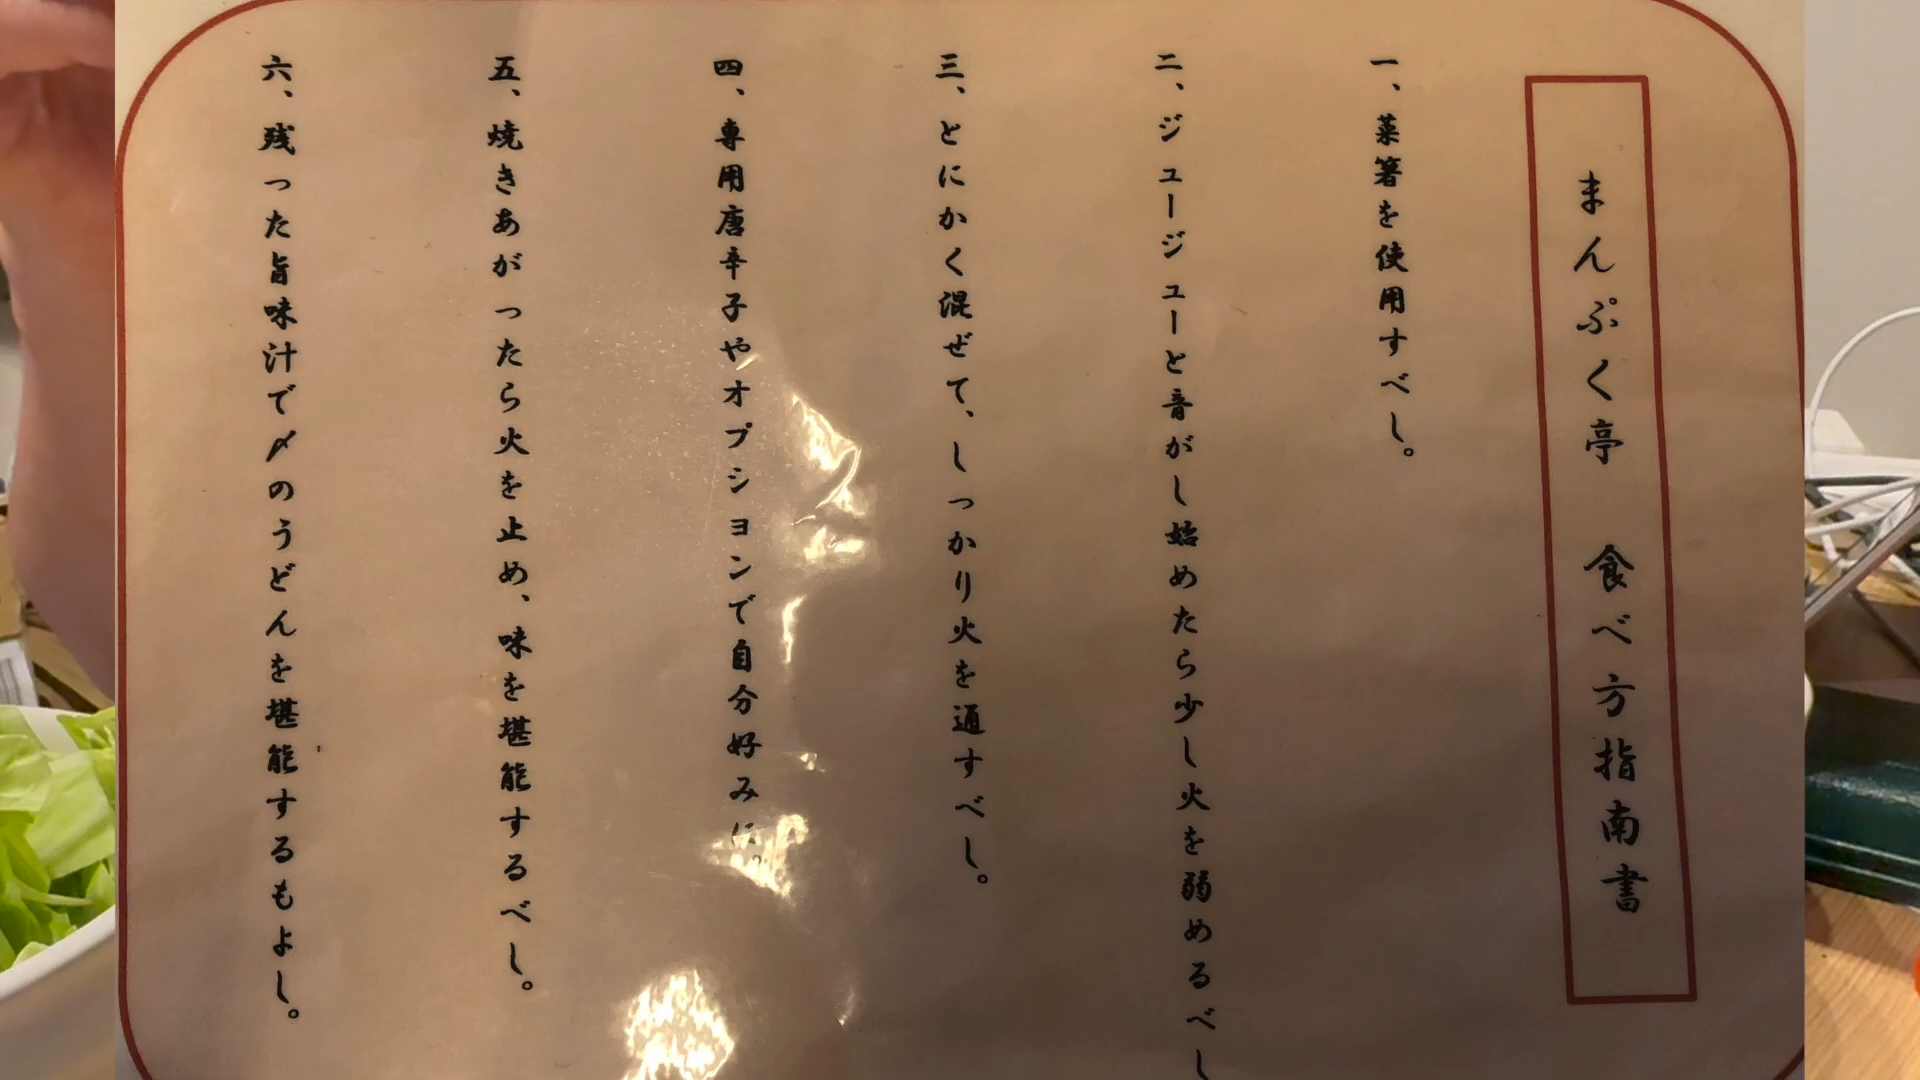 まんぷく亭　食べ方指南書
一、菜箸を使用すべし。
二、ジュージューと音がし始めたら少し火を弱めるべし
三、とにかく混ぜて、しっかり火を通すべし。
四、専用唐辛子やオプションで自分好みに。
五、焼きあがったら火を止め、味を堪能するべし。
六、残った旨味汁で〆のうどんを堪能するもよし。